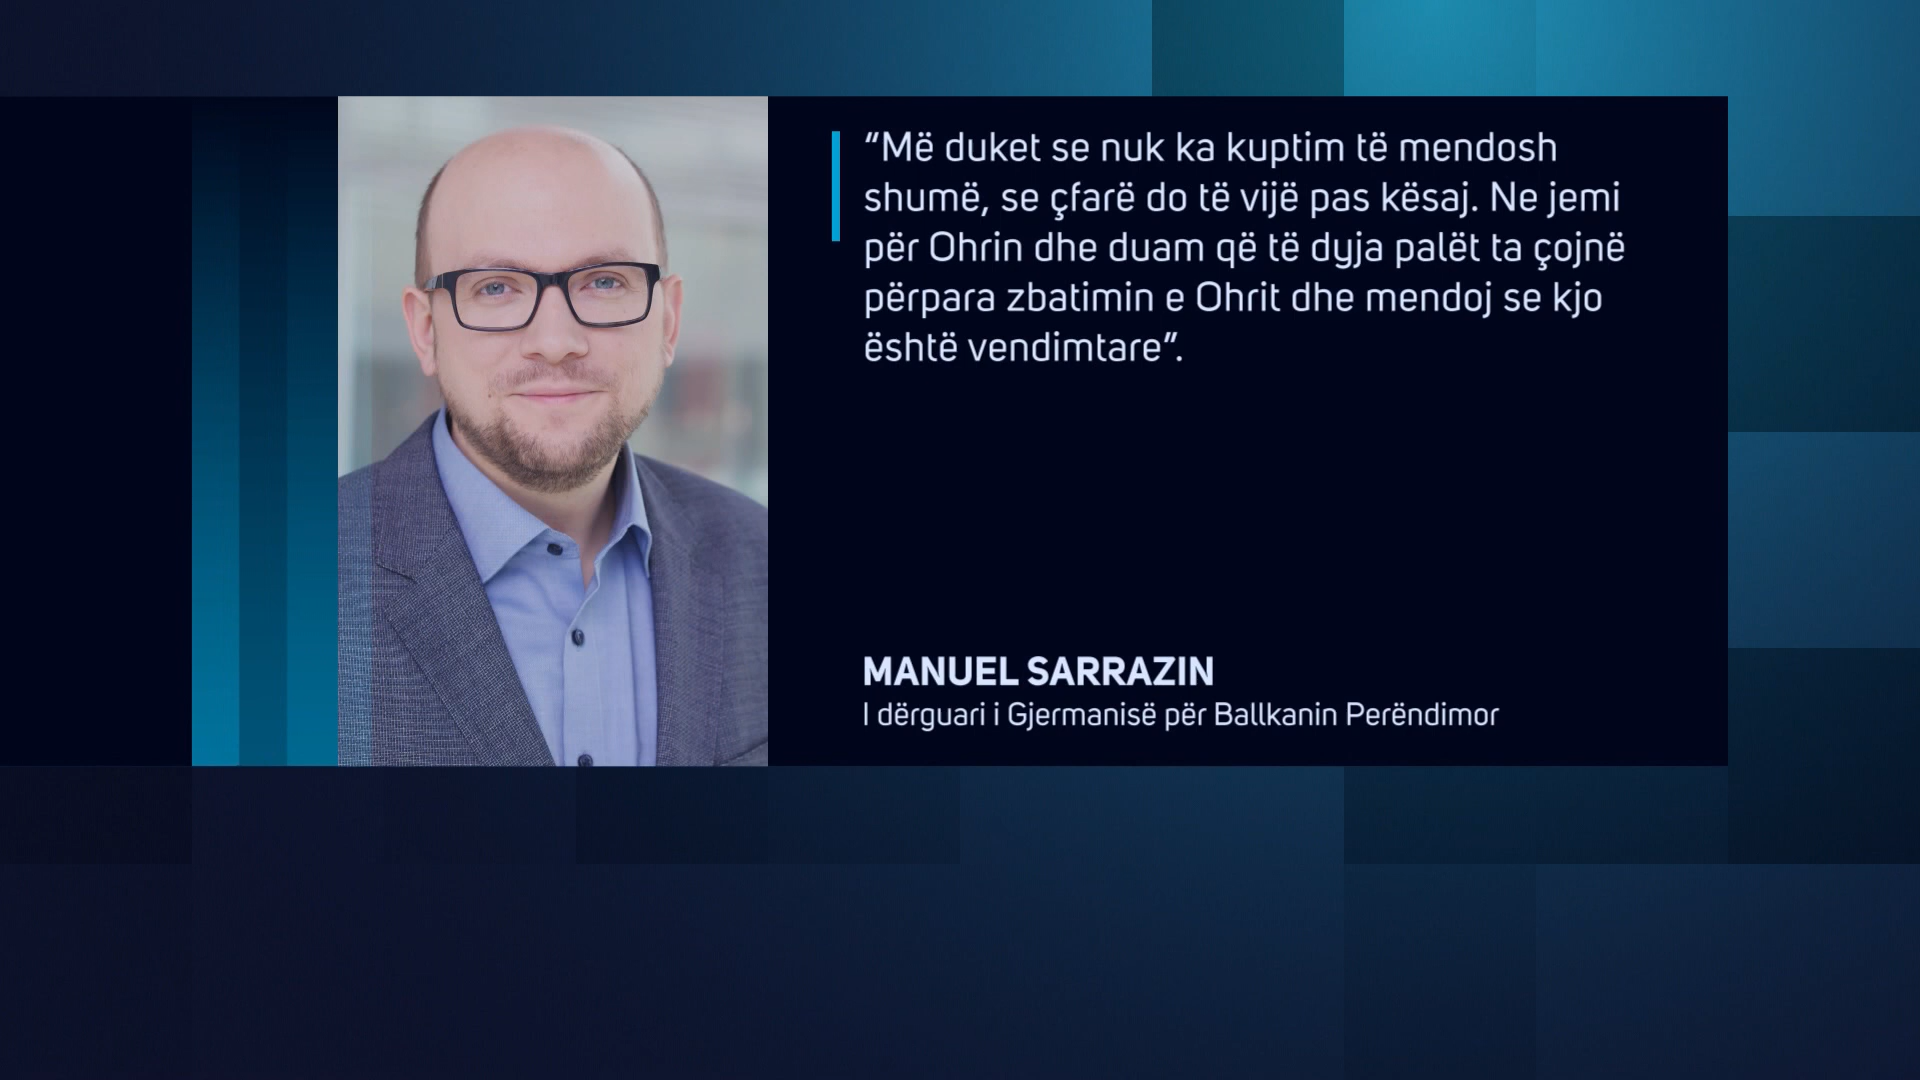 “Më duket se nuk ka kuptim të mendosh
shumë, se çfarë do të vijë pas kësaj. Ne jemi
për Ohrin dhe duam që të dyja palët ta çojnë
përpara zbatimin e Ohrit dhe mendoj se kjo
është vendimtare”.
MANUEL SARRAZIN
I dërguari i Gjermanisë për Ballkanin Perëndimor